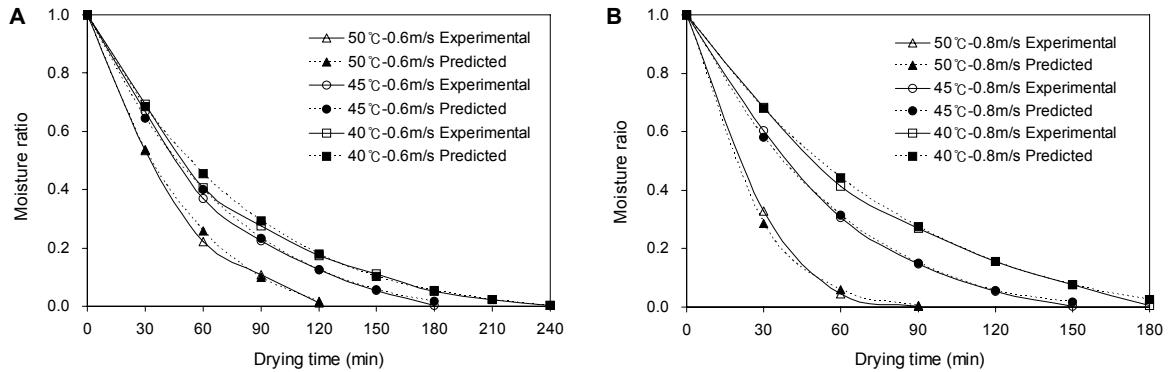 A
Moisture ratio
1.0
0.8
0.6
0.4
0.2
0.0
0 30 60 90 120 150 180 210 240
Drying time (min)
50℃-0.6m/s Experimental
50℃-0.6m/s Predicted
45℃-0.6m/s Experimental
45℃-0.6m/s Predicted
40℃-0.6m/s Experimental
40℃-0.6m/s Predicted
B
Moisture raio
1.0
0.8
0.6
0.4
0.2
0.0
0 30 60 90 120 150 180
Drying time (min)
50℃-0.8m/s Experimental
50℃-0.8m/s Predicted
45℃-0.8m/s Experimental
45℃-0.8m/s Predicted
40℃-0.8m/s Experimental
40℃-0.8m/s Predicted